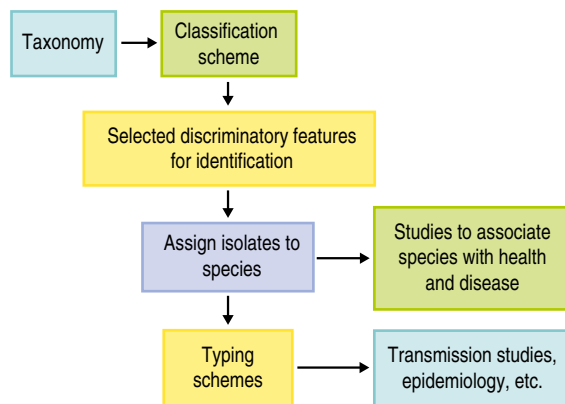 Taxonomy
Classification
scheme
Selected discriminatory features
for identification
Assign isolates to
species
Studies to associate
species with health
and disease
Typing
schemes
Transmission studies,
epidemiology, etc.